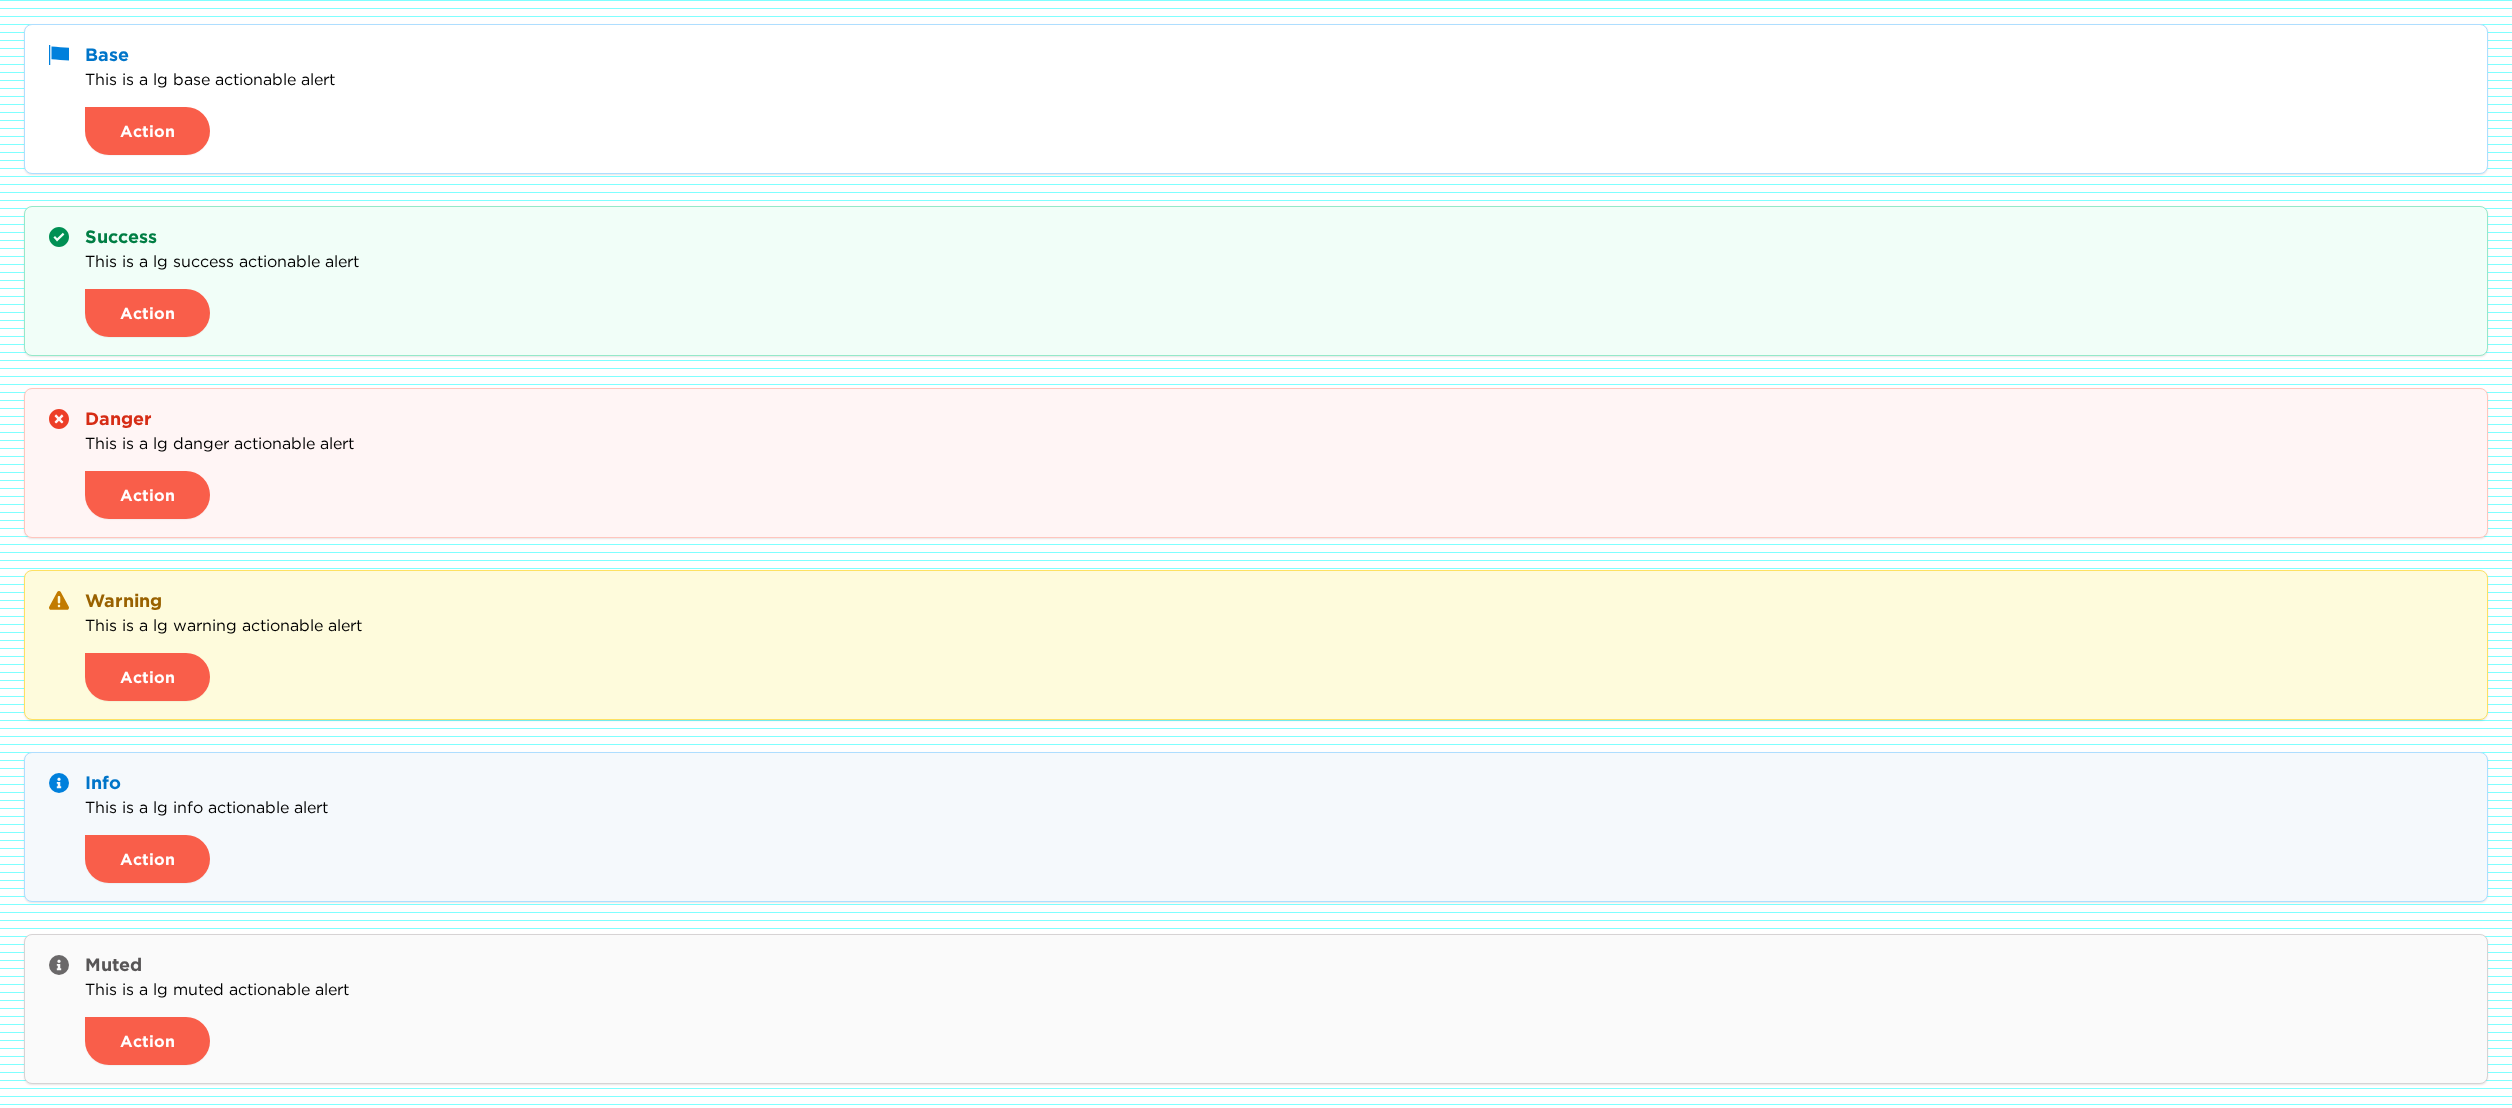 Base
This is a lg base actionable alert
Action
Success
This is a lg success actionable alert
Action
Danger
This is a lg danger actionable alert
Action
Warning
This is a lg warning actionable alert
Action
Info
This is a lg info actionable alert
Action
Muted
This is a lg muted actionable alert
Action